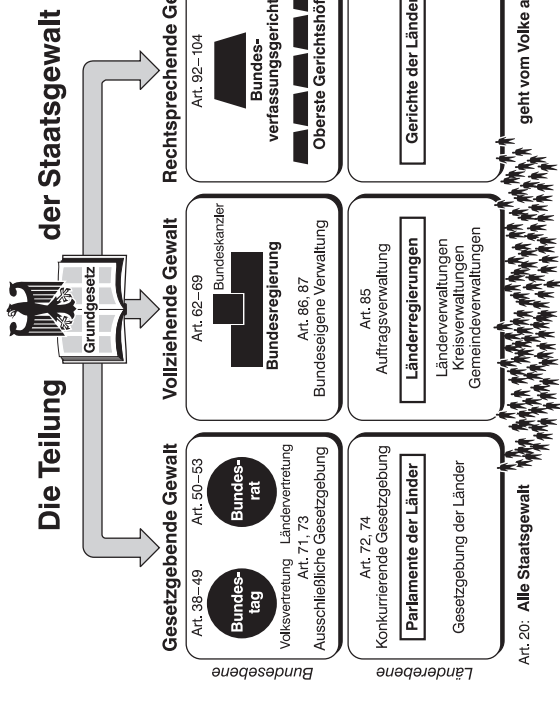 Die Teilung der Staatsgewalt
Grundgesetz
Gesetzgebende Gewalt
Bundesebene
Art. 38–49
Bundes-
tag
Volksvertretung
Art. 50–53
Bundes-
rat
Ländervertretung
Art. 71, 73
Ausschließliche Gesetzgebung
Länderebene
Art. 72, 74
Konkurrierende Gesetzgebung
Parlamente der Länder
Gesetzgebung der Länder
Vollziehende Gewalt
Art. 62–69
Bundeskanzler
Bundesregierung
Art. 86, 87
Bundeseigene Verwaltung
Art. 85
Auftragsverwaltung
Länderregierungen
Länderverwaltungen
Kreisverwaltungen
Gemeindeverwaltungen
Rechtsprechende Ge
Art. 92–104
Bundes-
verfassungsgericht
Oberste Gerichtshöf
Gerichte der Länder
Art. 20: Alle Staatsgewalt geht vom Volke a